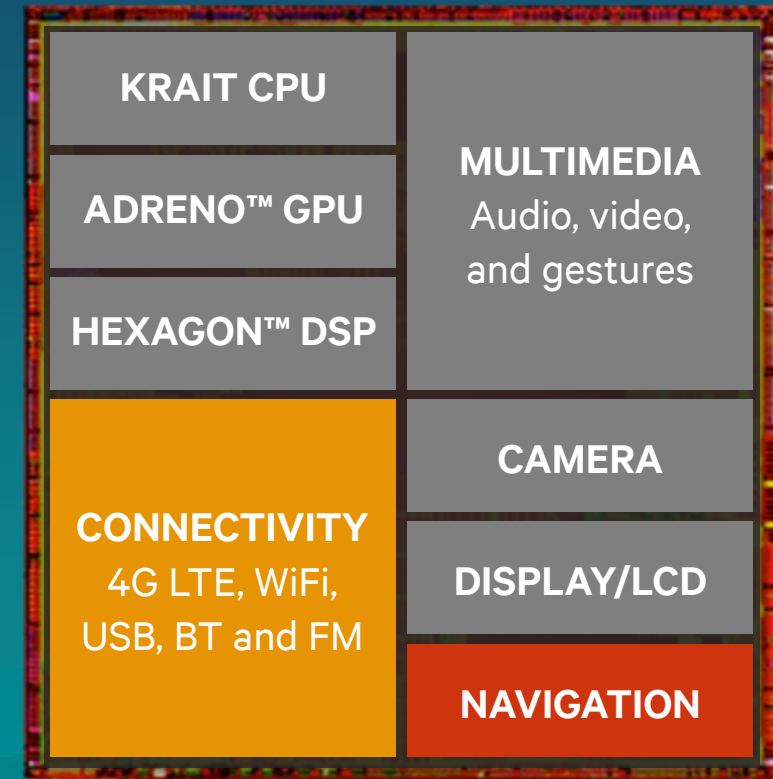 KRAIT CPU
ADRENO™ GPU
HEXAGON™ DSP
MULTIMEDIA
Audio, video,
and gestures
CONNECTIVITY
4G LTE, WiFi,
USB, BT and FM
CAMERA
DISPLAY/LCD
NAVIGATION